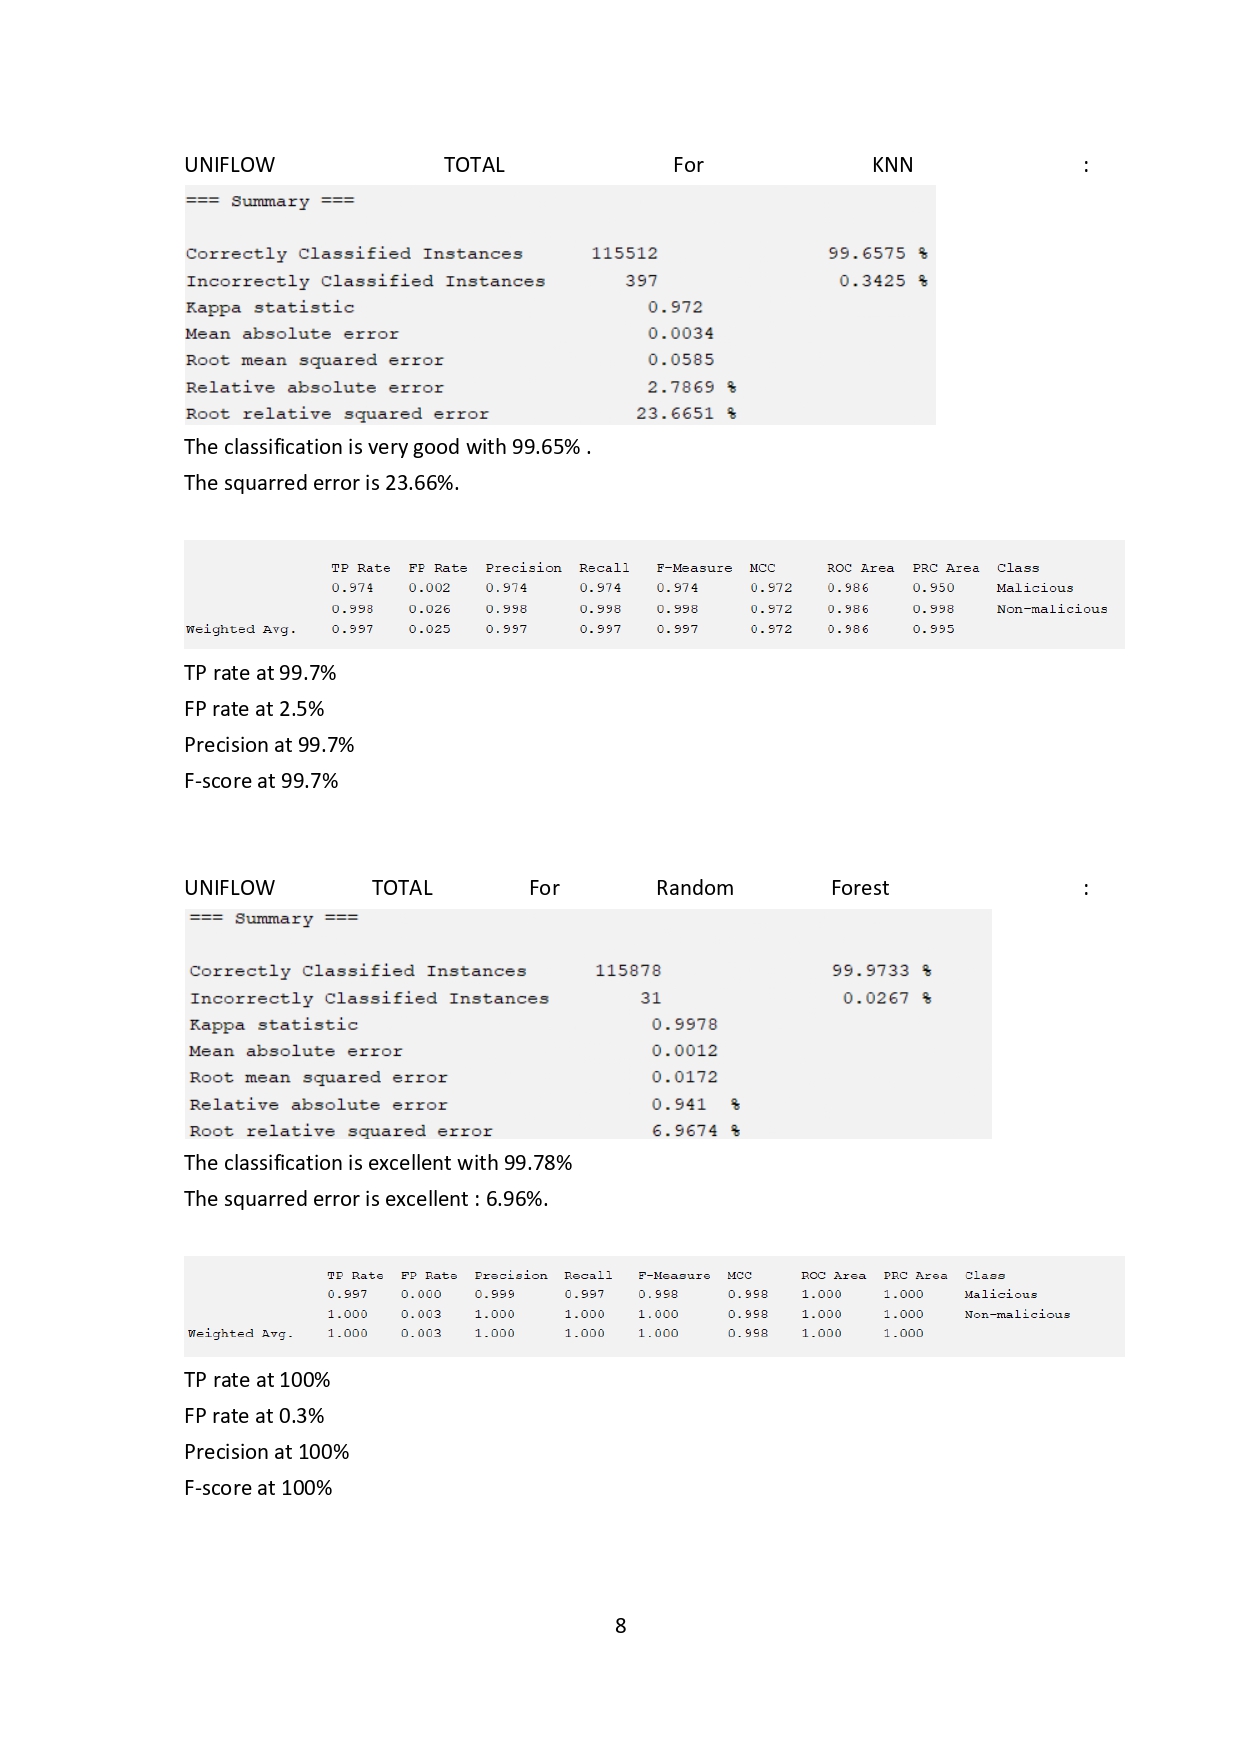 UNIFLOW TOTAL For KNN :
=== Summary ===
Correctly Classified Instances 115512 99.6575 %
Incorrectly Classified Instances 397 0.3425 %
Kappa statistic 0.972
Mean absolute error 0.0034
Root mean squared error 0.0585
Relative absolute error 2.7869 %
Root relative squared error 23.6651 %
The classification is very good with 99.65% .
The squarred error is 23.66%.
TP Rate FP Rate Precision Recall F-Measure MCC ROC Area PRC Area Class
0.974 0.002 0.974 0.974 0.974 0.972 0.986 0.950 Malicious
0.998 0.026 0.998 0.998 0.998 0.972 0.986 0.998 Non-malicious
Weighted Avg. 0.997 0.025 0.997 0.997 0.997 0.972 0.986 0.995
TP rate at 99.7%
FP rate at 2.5%
Precision at 99.7%
F-score at 99.7%
UNIFLOW TOTAL For Random Forest :
=== Summary ===
Correctly Classified Instances 115878 99.9733 %
Incorrectly Classified Instances 31 0.0267 %
Kappa statistic 0.9978
Mean absolute error 0.0012
Root mean squared error 0.0172
Relative absolute error 0.941 %
Root relative squared error 6.9674 %
The classification is excellent with 99.78%
The squarred error is excellent : 6.96%.
TP Rate FP Rate Precision Recall F-Measure MCC ROC Area PRC Area Class
0.997 0.000 0.999 0.997 0.998 0.998 1.000 1.000 Malicious
1.000 0.003 1.000 1.000 1.000 0.998 1.000 1.000 Non-malicious
Weighted Avg. 1.000 0.003 1.000 1.000 1.000 0.998 1.000 1.000
TP rate at 100%
FP rate at 0.3%
Precision at 100%
F-score at 100%
8